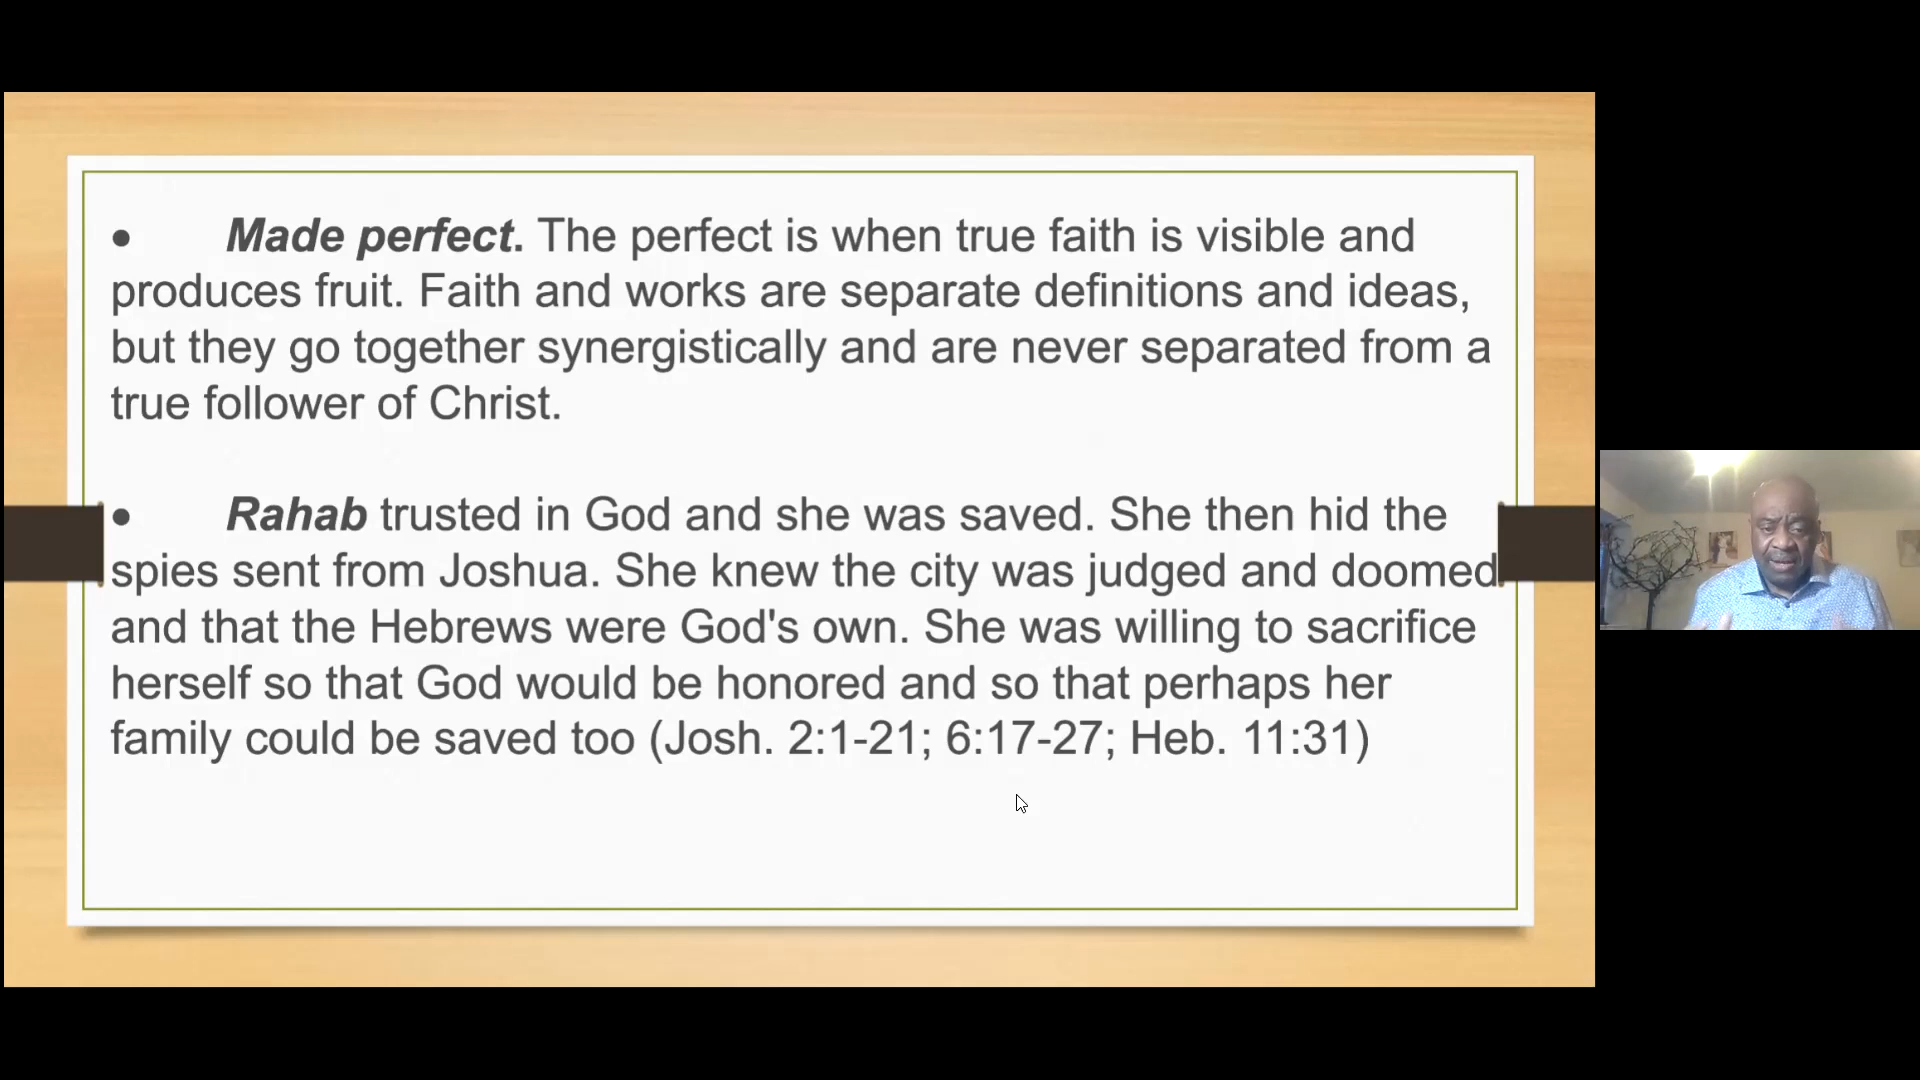 • Made perfect. The perfect is when true faith is visible and
produces fruit. Faith and works are separate definitions and ideas,
but they go together synergistically and are never separated from a
true follower of Christ.
• Rahab trusted in God and she was saved. She then hid the
spies sent from Joshua. She knew the city was judged and doomed
and that the Hebrews were God's own. She was willing to sacrifice
herself so that God would be honored and so that perhaps her
family could be saved too (Josh. 2:1-21; 6:17-27; Heb. 11:31)